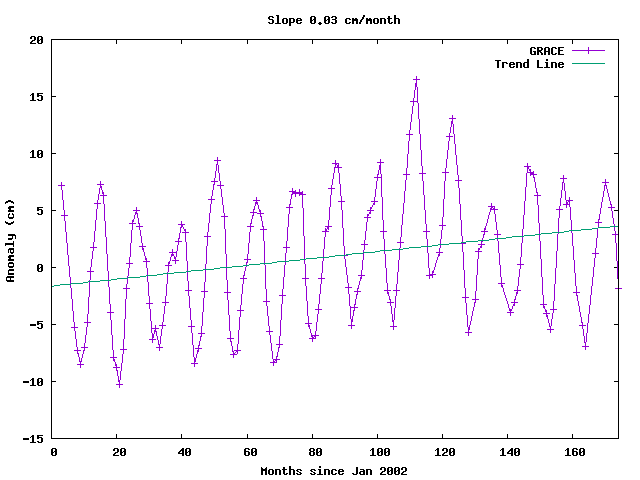 Slope 0.03 cm/month
20
15
10
5
0
-5
-10
-15
Anomaly (cm)
GRACE
Trend Line
0 20 40 60 80 100 120 140 160
Months since Jan 2002